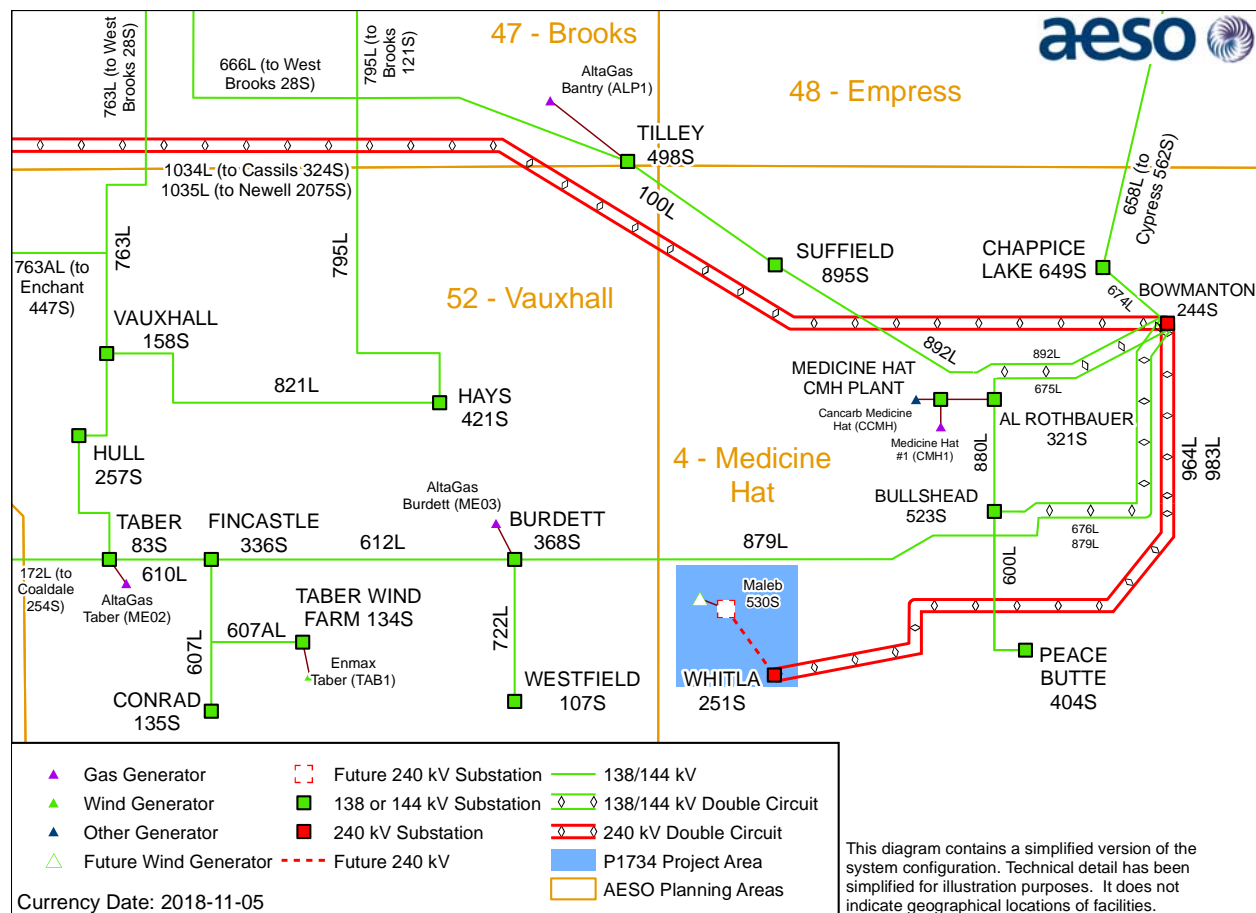 47 - Brooks
aeso
763L (to West
Brooks 28S)
666L (to West
Brooks 28S)
795L (to
Brooks
121S)
AltaGas
Bantry (ALP1)
48 - Empress
TILLEY
498S
1034L (to Cassils 324S)
1035L (to Newell 2075S)
100L
658L (to
Cypress 562S)
763L
795L
SUFFIELD
895S
CHAPPICE
LAKE 649S
763AL (to
Enchant
447S)
52 - Vauxhall
674L
BOWMANTON
244S
VAUXHALL
158S
892L
892L
675L
MEDICINE HAT
CMH PLANT
821L
HAYS
421S
Cancarb Medicine
Hat (CCMH)
Medicine Hat
#1 (CMH1)
AL ROTHBAUER
321S
HULL
257S
4 - Medicine
Hat
880L
964L
983L
AltaGas
Burdett (ME03)
BULLSHEAD
523S
TABER
83S
FINCASTLE
336S
612L
BURDETT
368S
879L
676L
879L
172L (to
Coaldale
254S)
610L
AltaGas
Taber (ME02)
TABER WIND
FARM 134S
607L
607AL
722L
600L
Maleb
530S
Enmax
Taber (TAB1)
CONRAD
135S
WESTFIELD
107S
WHITLA
251S
PEACE
BUTTE
404S
Gas Generator
Wind Generator
Other Generator
Future Wind Generator
Future 240 kV Substation
138 or 144 kV Substation
240 kV Substation
Future 240 kV
138/144 kV
138/144 kV Double Circuit
240 kV Double Circuit
P1734 Project Area
AESO Planning Areas
Currency Date: 2018-11-05
This diagram contains a simplified version of the
system configuration. Technical detail has been
simplified for illustration purposes. It does not
indicate geographical locations of facilities.